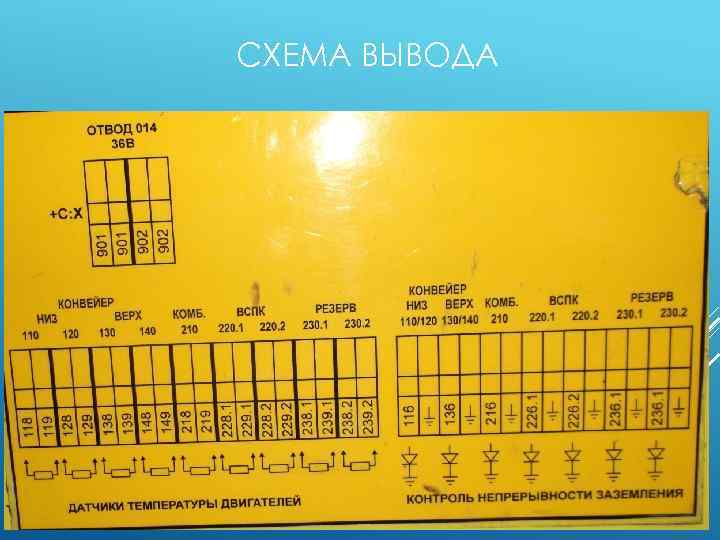 СХЕМА ВЫВОДА
ОТВОД 014
36В
+C:X
901 901 902 902
КОНВЕЙЕР
НИЗ ВЕРХ КОМБ. ВСПК РЕЗЕРВ
110 120 130 140 210 220.1 220.2 230.1 230.2
118 119 128 129 138 139 148 149 218 219 228.1 229.1 228.2 229.2 238.1 239.1 238.2 239.2
ДАТЧИКИ ТЕМПЕРАТУРЫ ДВИГАТЕЛЕЙ
КОНВЕЙЕР
НИЗ ВЕРХ КОМБ. ВСПК РЕЗЕРВ
110/120 130/140 210 220.1 220.2 230.1 230.2
116 136 216 226.1 226.2 236.1 236.1
КОНТРОЛЬ НЕПРЕРЫВНОСТИ ЗАЗЕМЛЕНИЯ